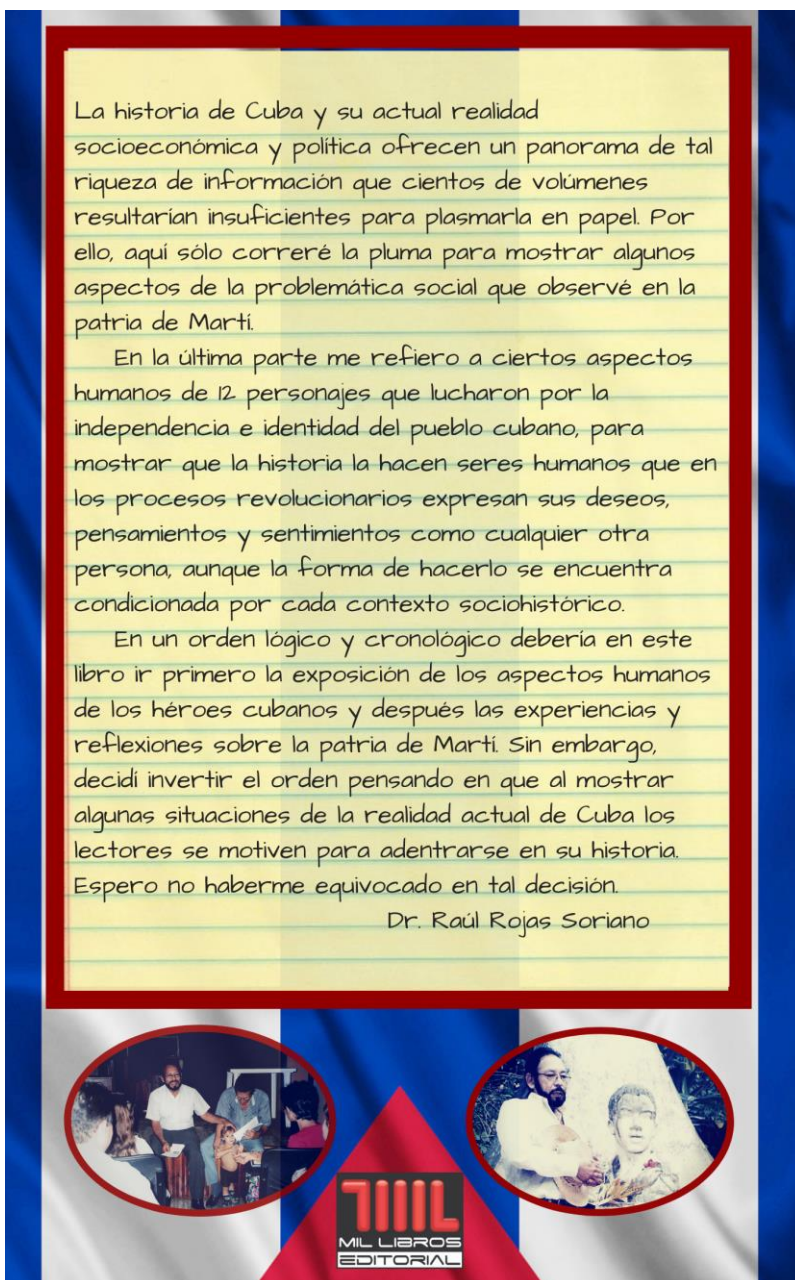 La historia de Cuba y su actual realidad
socioeconómica y política ofrecen un panorama de tal
riqueza de información que cientos de volúmenes
resultarían insuficientes para plasmarla en papel. Por
ello, aquí sólo correré la pluma para mostrar algunos
aspectos de la problemática social que observé en la
patria de Martí.
En la última parte me refiero a ciertos aspectos
humanos de 12 personajes que lucharon por la
independencia e identidad del pueblo cubano, para
mostrar que la historia la hacen seres humanos que en
los procesos revolucionarios expresan sus deseos,
pensamientos y sentimientos como cualquier otra
persona, aunque la forma de hacerlo se encuentra
condicionada por cada contexto sociohistórico.
En un orden lógico y cronológico debería en este
libro ir primero la exposición de los aspectos humanos
de los héroes cubanos y después las experiencias y
reflexiones sobre la patria de Martí. Sin embargo,
decidí invertir el orden pensando en que al mostrar
algunas situaciones de la realidad actual de Cuba los
lectores se motiven para adentrarse en su historia.
Espero no haberme equivocado en tal decisión.
Dr. Raúl Rojas Soriano
MIL LIBROS
EDITORIAL